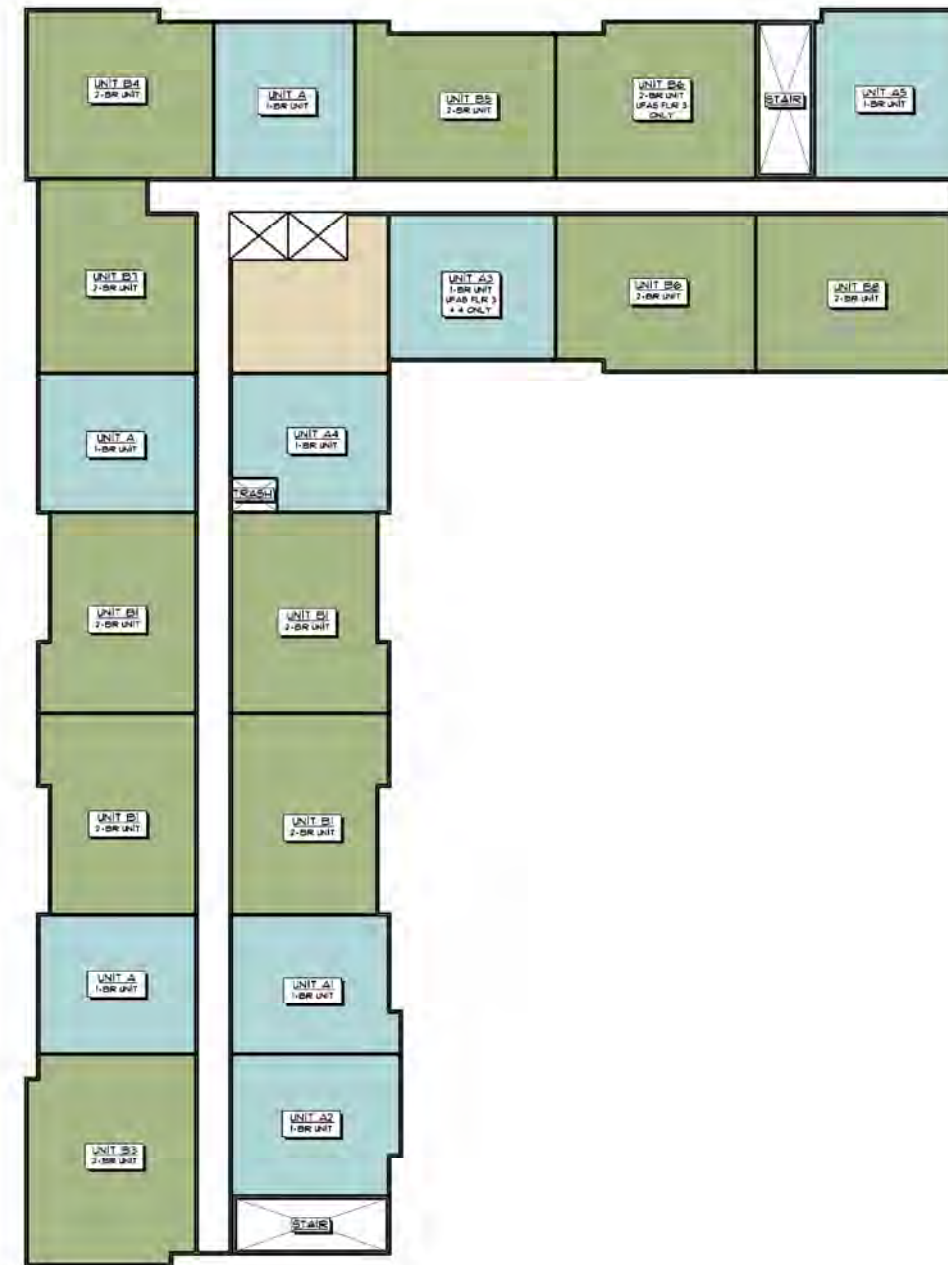 UNIT B4
2-BR UNIT
UNIT A
1-BR UNIT
UNIT B5
2-BR UNIT
UNIT B6
2-BR UNIT
UFAS FLR 3
ONLY
STAIR
UNIT A5
1-BR UNIT
UNIT B7
2-BR UNIT
UNIT A3
1-BR UNIT
UFAS FLR 3
+ 4 ONLY
UNIT B6
2-BR UNIT
UNIT B8
2-BR UNIT
UNIT A
1-BR UNIT
UNIT A4
1-BR UNIT
TRASH
UNIT B1
2-BR UNIT
UNIT B1
2-BR UNIT
UNIT B1
2-BR UNIT
UNIT B1
2-BR UNIT
UNIT A
1-BR UNIT
UNIT A1
1-BR UNIT
UNIT A2
1-BR UNIT
UNIT B3
2-BR UNIT
STAIR